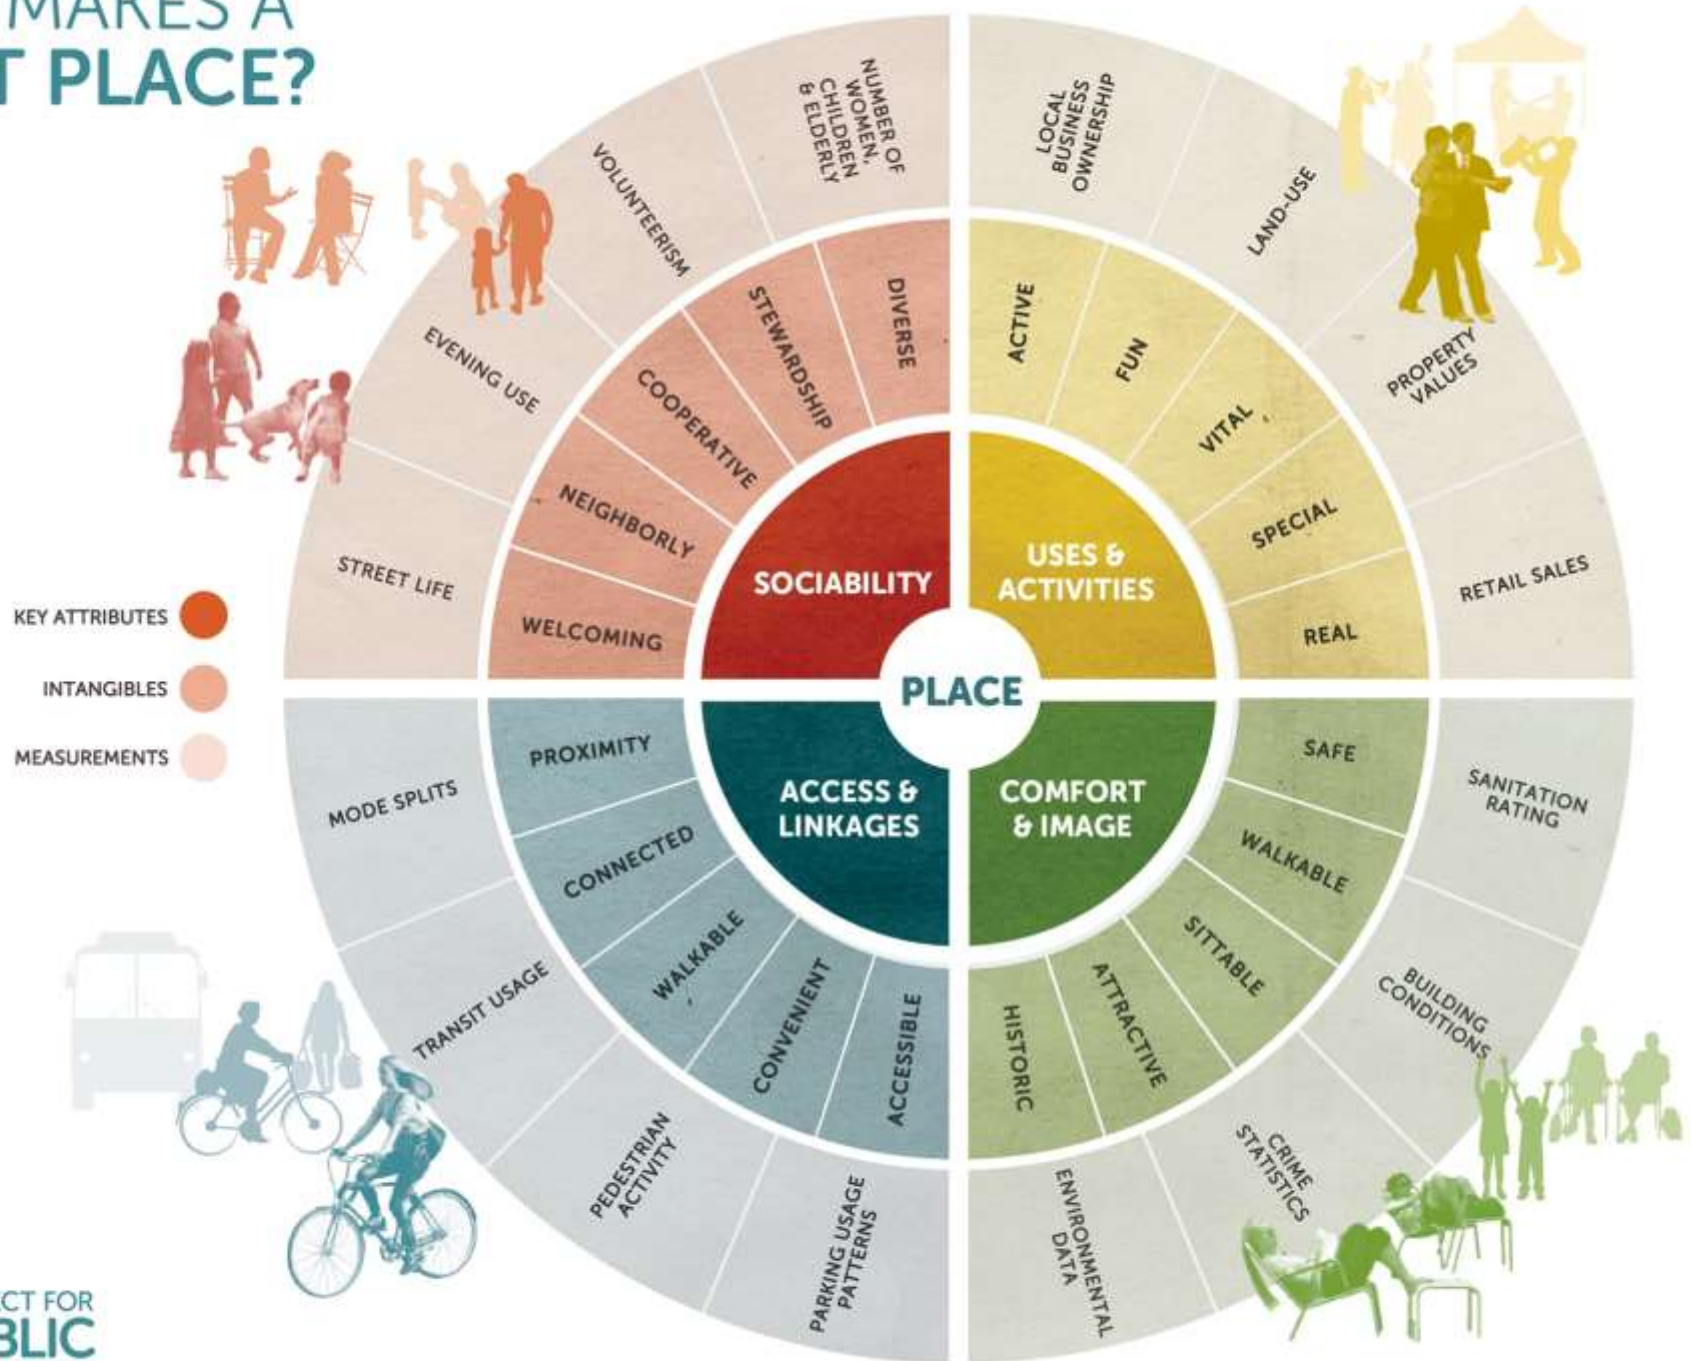 MAKES A
T PLACE?
KEY ATTRIBUTES
INTANGIBLES
MEASUREMENTS
PLACE
SOCIABILITY
DIVERSE
STEWARDSHIP
COOPERATIVE
NEIGHBORLY
WELCOMING
NUMBER OF
WOMEN,
CHILDREN
& ELDERLY
VOLUNTEERISM
EVENING USE
STREET LIFE
USES &
ACTIVITIES
ACTIVE
FUN
VITAL
SPECIAL
REAL
LOCAL
BUSINESS
OWNERSHIP
LAND-USE
PROPERTY
VALUES
RETAIL SALES
ACCESS &
LINKAGES
PROXIMITY
CONNECTED
WALKABLE
CONVENIENT
ACCESSIBLE
MODE SPLITS
TRANSIT USAGE
PEDESTRIAN
ACTIVITY
PARKING USAGE
PATTERNS
COMFORT
& IMAGE
SAFE
WALKABLE
SITTABLE
ATTRACTIVE
HISTORIC
SANITATION
RATING
BUILDING
CONDITIONS
CRIME
STATISTICS
ENVIRONMENTAL
DATA
CT FOR
BLIC